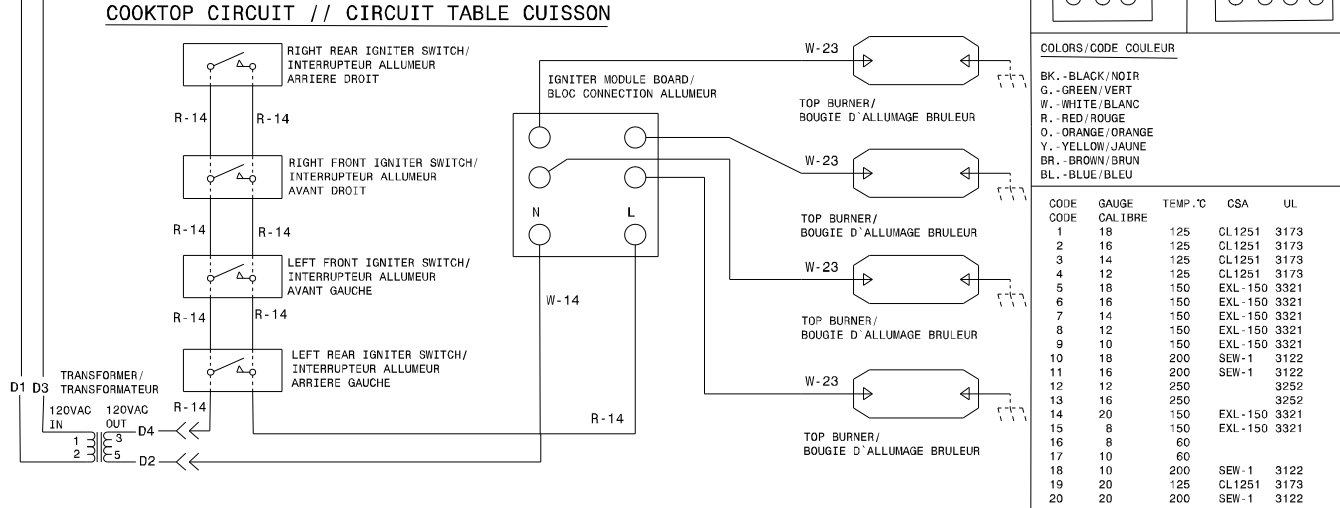 COOKTOP CIRCUIT // CIRCUIT TABLE CUISSON
RIGHT REAR IGNITER SWITCH/
INTERRUPTEUR ALLUMEUR
ARRIERE DROIT
R-14
R-14
RIGHT FRONT IGNITER SWITCH/
INTERRUPTEUR ALLUMEUR
AVANT DROIT
R-14
R-14
LEFT FRONT IGNITER SWITCH/
INTERRUPTEUR ALLUMEUR
AVANT GAUCHE
R-14
R-14
LEFT REAR IGNITER SWITCH/
INTERRUPTEUR ALLUMEUR
ARRIERE GAUCHE
R-14
D1 D3
TRANSFORMER/
TRANSFORMATEUR
120VAC 120VAC
IN OUT
1 3
2 5
D4
D2
IGNITER MODULE BOARD/
BLOC CONNECTION ALLUMEUR
N L
W-14
R-14
W-23
TOP BURNER/
BOUGIE D`ALLUMAGE BRULEUR
W-23
TOP BURNER/
BOUGIE D`ALLUMAGE BRULEUR
W-23
TOP BURNER/
BOUGIE D`ALLUMAGE BRULEUR
W-23
TOP BURNER/
BOUGIE D`ALLUMAGE BRULEUR
COLORS/CODE COULEUR
BK.-BLACK/NOIR
G.-GREEN/VERT
W.-WHITE/BLANC
R.-RED/ROUGE
O.-ORANGE/ORANGE
Y.-YELLOW/JAUNE
BR.-BROWN/BRUN
BL.-BLUE/BLEU
CODE GAUGE TEMP.°C CSA UL
CODE CALIBRE
1 18 125 CL1251 3173
2 16 125 CL1251 3173
3 14 125 CL1251 3173
4 12 125 CL1251 3173
5 18 150 EXL-150 3321
6 16 150 EXL-150 3321
7 14 150 EXL-150 3321
8 12 150 EXL-150 3321
9 10 150 EXL-150 3321
10 18 200 SEW-1 3122
11 16 200 SEW-1 3122
12 12 250 3252
13 16 250 3252
14 20 150 EXL-150 3321
15 8 150 EXL-150 3321
16 8 60
17 10 60
18 10 200 SEW-1 3122
19 20 125 CL1251 3173
20 20 200 SEW-1 3122